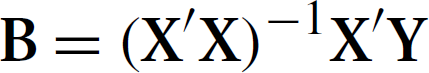 B = (X′X)⁻¹X′Y